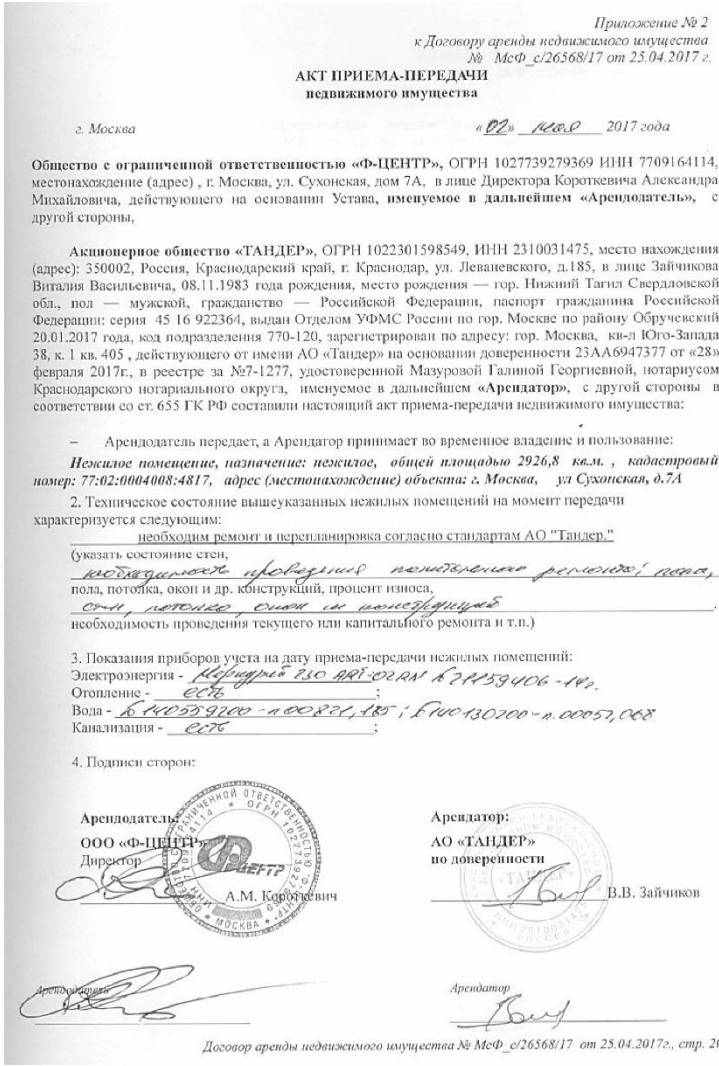 Приложение № 2
к Договору аренды недвижимого имущества
№ МсФ_с/26568/17 от 25.04.2017 г.
АКТ ПРИЕМА-ПЕРЕДАЧИ
недвижимого имущества
г. Москва «02» мая 2017 года
Общество с ограниченной ответственностью «Ф-ЦЕНТР», ОГРН 1027739279369 ИНН 7709164114,
местонахождение (адрес) , г. Москва, ул. Сухонская, дом 7А, в лице Директора Короткевича Александра
Михайловича, действующего на основании Устава, именуемое в дальнейшем «Арендодатель», с
другой стороны,
Акционерное общество «ТАНДЕР», ОГРН 1022301598549, ИНН 2310031475, место нахождения
(адрес): 350002, Россия, Краснодарский край, г. Краснодар, ул. Леваневского, д.185, в лице Зайчикова
Виталия Васильевича, 08.11.1983 года рождения, место рождения — гор. Нижний Тагил Свердловской
обл., пол — мужской, гражданство — Российской Федерации, паспорт гражданина Российской
Федерации: серия 45 16 922364, выдан Отделом УФМС России по гор. Москве по району Обручевский
20.01.2017 года, код подразделения 770-120, зарегистрирован по адресу: гор. Москва, кв-л Юго-Запада
38, к. 1 кв. 405 , действующего от имени АО «Тандер» на основании доверенности 23АА6947377 от «28»
февраля 2017г., в реестре за №7-1277, удостоверенной Мазуровой Галиной Георгиевной, нотариусом
Краснодарского нотариального округа, именуемое в дальнейшем «Арендатор», с другой стороны в
соответствии со ст. 655 ГК РФ составили настоящий акт приема-передачи недвижимого имущества:
– Арендодатель передает, а Арендатор принимает во временное владение и пользование:
Нежилое помещение, назначение: нежилое, общей площадью 2926,8 кв.м. , кадастровый
номер: 77:02:0004008:4817, адрес (местонахождение) объекта: г. Москва, ул Сухонская, д.7А
2. Техническое состояние вышеуказанных нежилых помещений на момент передачи
характеризуется следующим:
необходим ремонт и перепланировка согласно стандартам АО "Тандер."
(указать состояние стен,
необходимость проведения ремонта; пола,
пола, потолка, окон и др. конструкций, процент износа,
стен, потолка, окон конструкций
необходимость проведения текущего или капитального ремонта и т.п.)
3. Показания приборов учета на дату приема-передачи нежилых помещений:
Электроэнергия - Меркурий 230 ART-02
Отопление - есть ;
Вода -
Канализация - есть ;
4. Подписи сторон:
Арендодатель: Арендатор:
ООО «Ф-ЦЕНТР» АО «ТАНДЕР»
Директор по доверенности
А.М. Короткевич В.В. Зайчиков
Ф-ЦЕНТР
МОСКВА
«ТАНДЕР»
РОССИЯ
Арендодатель Арендатор
Договор аренды недвижимого имущества № МсФ_с/26568/17 от 25.04.2017г., стр. 20